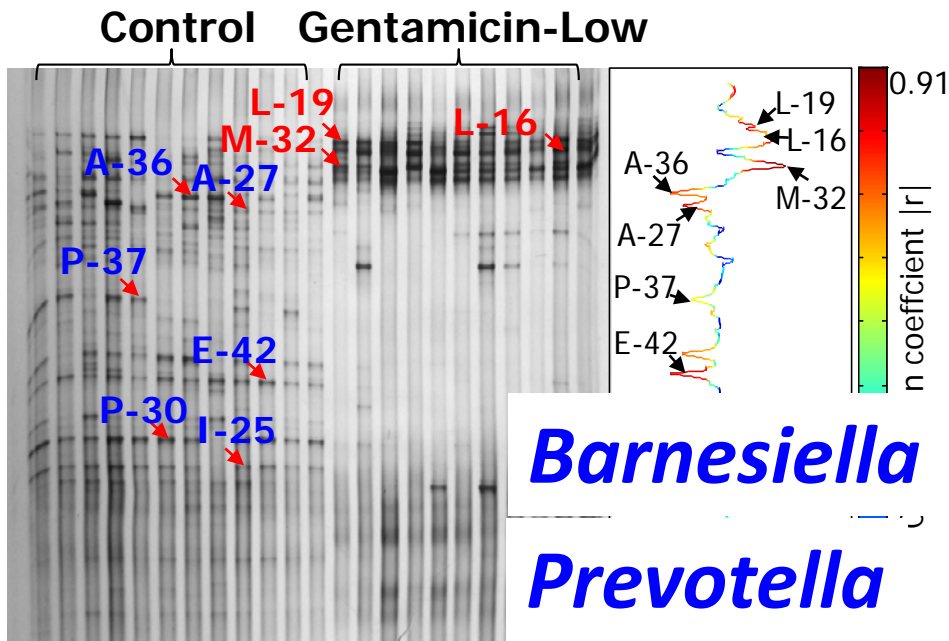 Control
Gentamicin-Low
L-19
M-32
L-16
A-36
A-27
P-37
E-42
P-30
I-25
L-19
L-16
M-32
A-36
A-27
P-37
E-42
0.91
n coeffcient |r|
Barnesiella
Prevotella